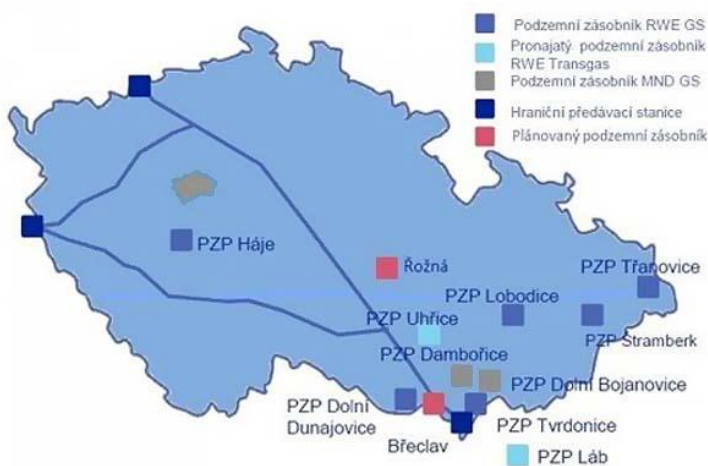 Podzemní zásobník RWE GS
Pronajatý podzemní zásobník
RWE Transgas
Podzemní zásobník MND GS
Hraniční předávací stanice
Plánovaný podzemní zásobník
PZP Háje
Řožná
PZP Třanovice
PZP Lobodice
PZP Uhřice
PZP Štramberk
PZP Dambořice
PZP Dolní Bojanovice
PZP Dolní
Dunajovice
PZP Tvrdonice
Břeclav
PZP Láb